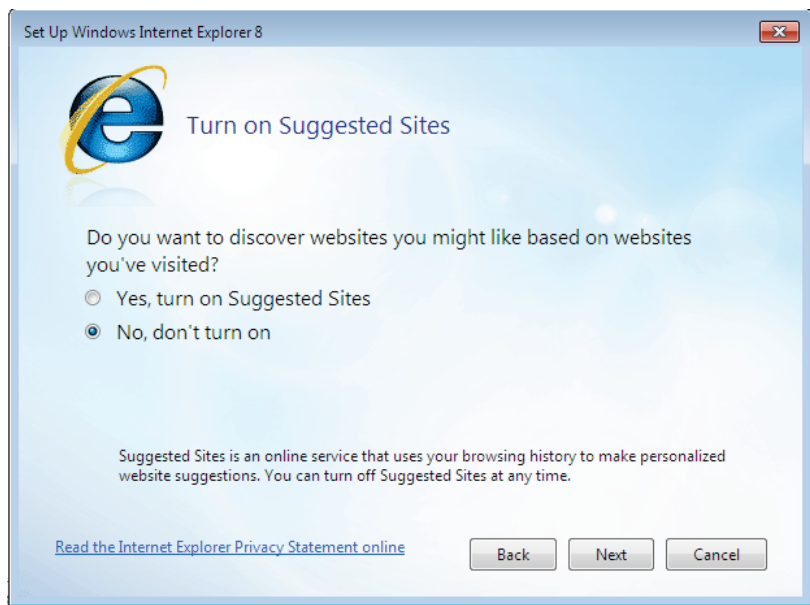 Set Up Windows Internet Explorer 8
Turn on Suggested Sites
Do you want to discover websites you might like based on websites
you've visited?
Yes, turn on Suggested Sites
No, don't turn on
Suggested Sites is an online service that uses your browsing history to make personalized
website suggestions. You can turn off Suggested Sites at any time.
Read the Internet Explorer Privacy Statement online
Back
Next
Cancel